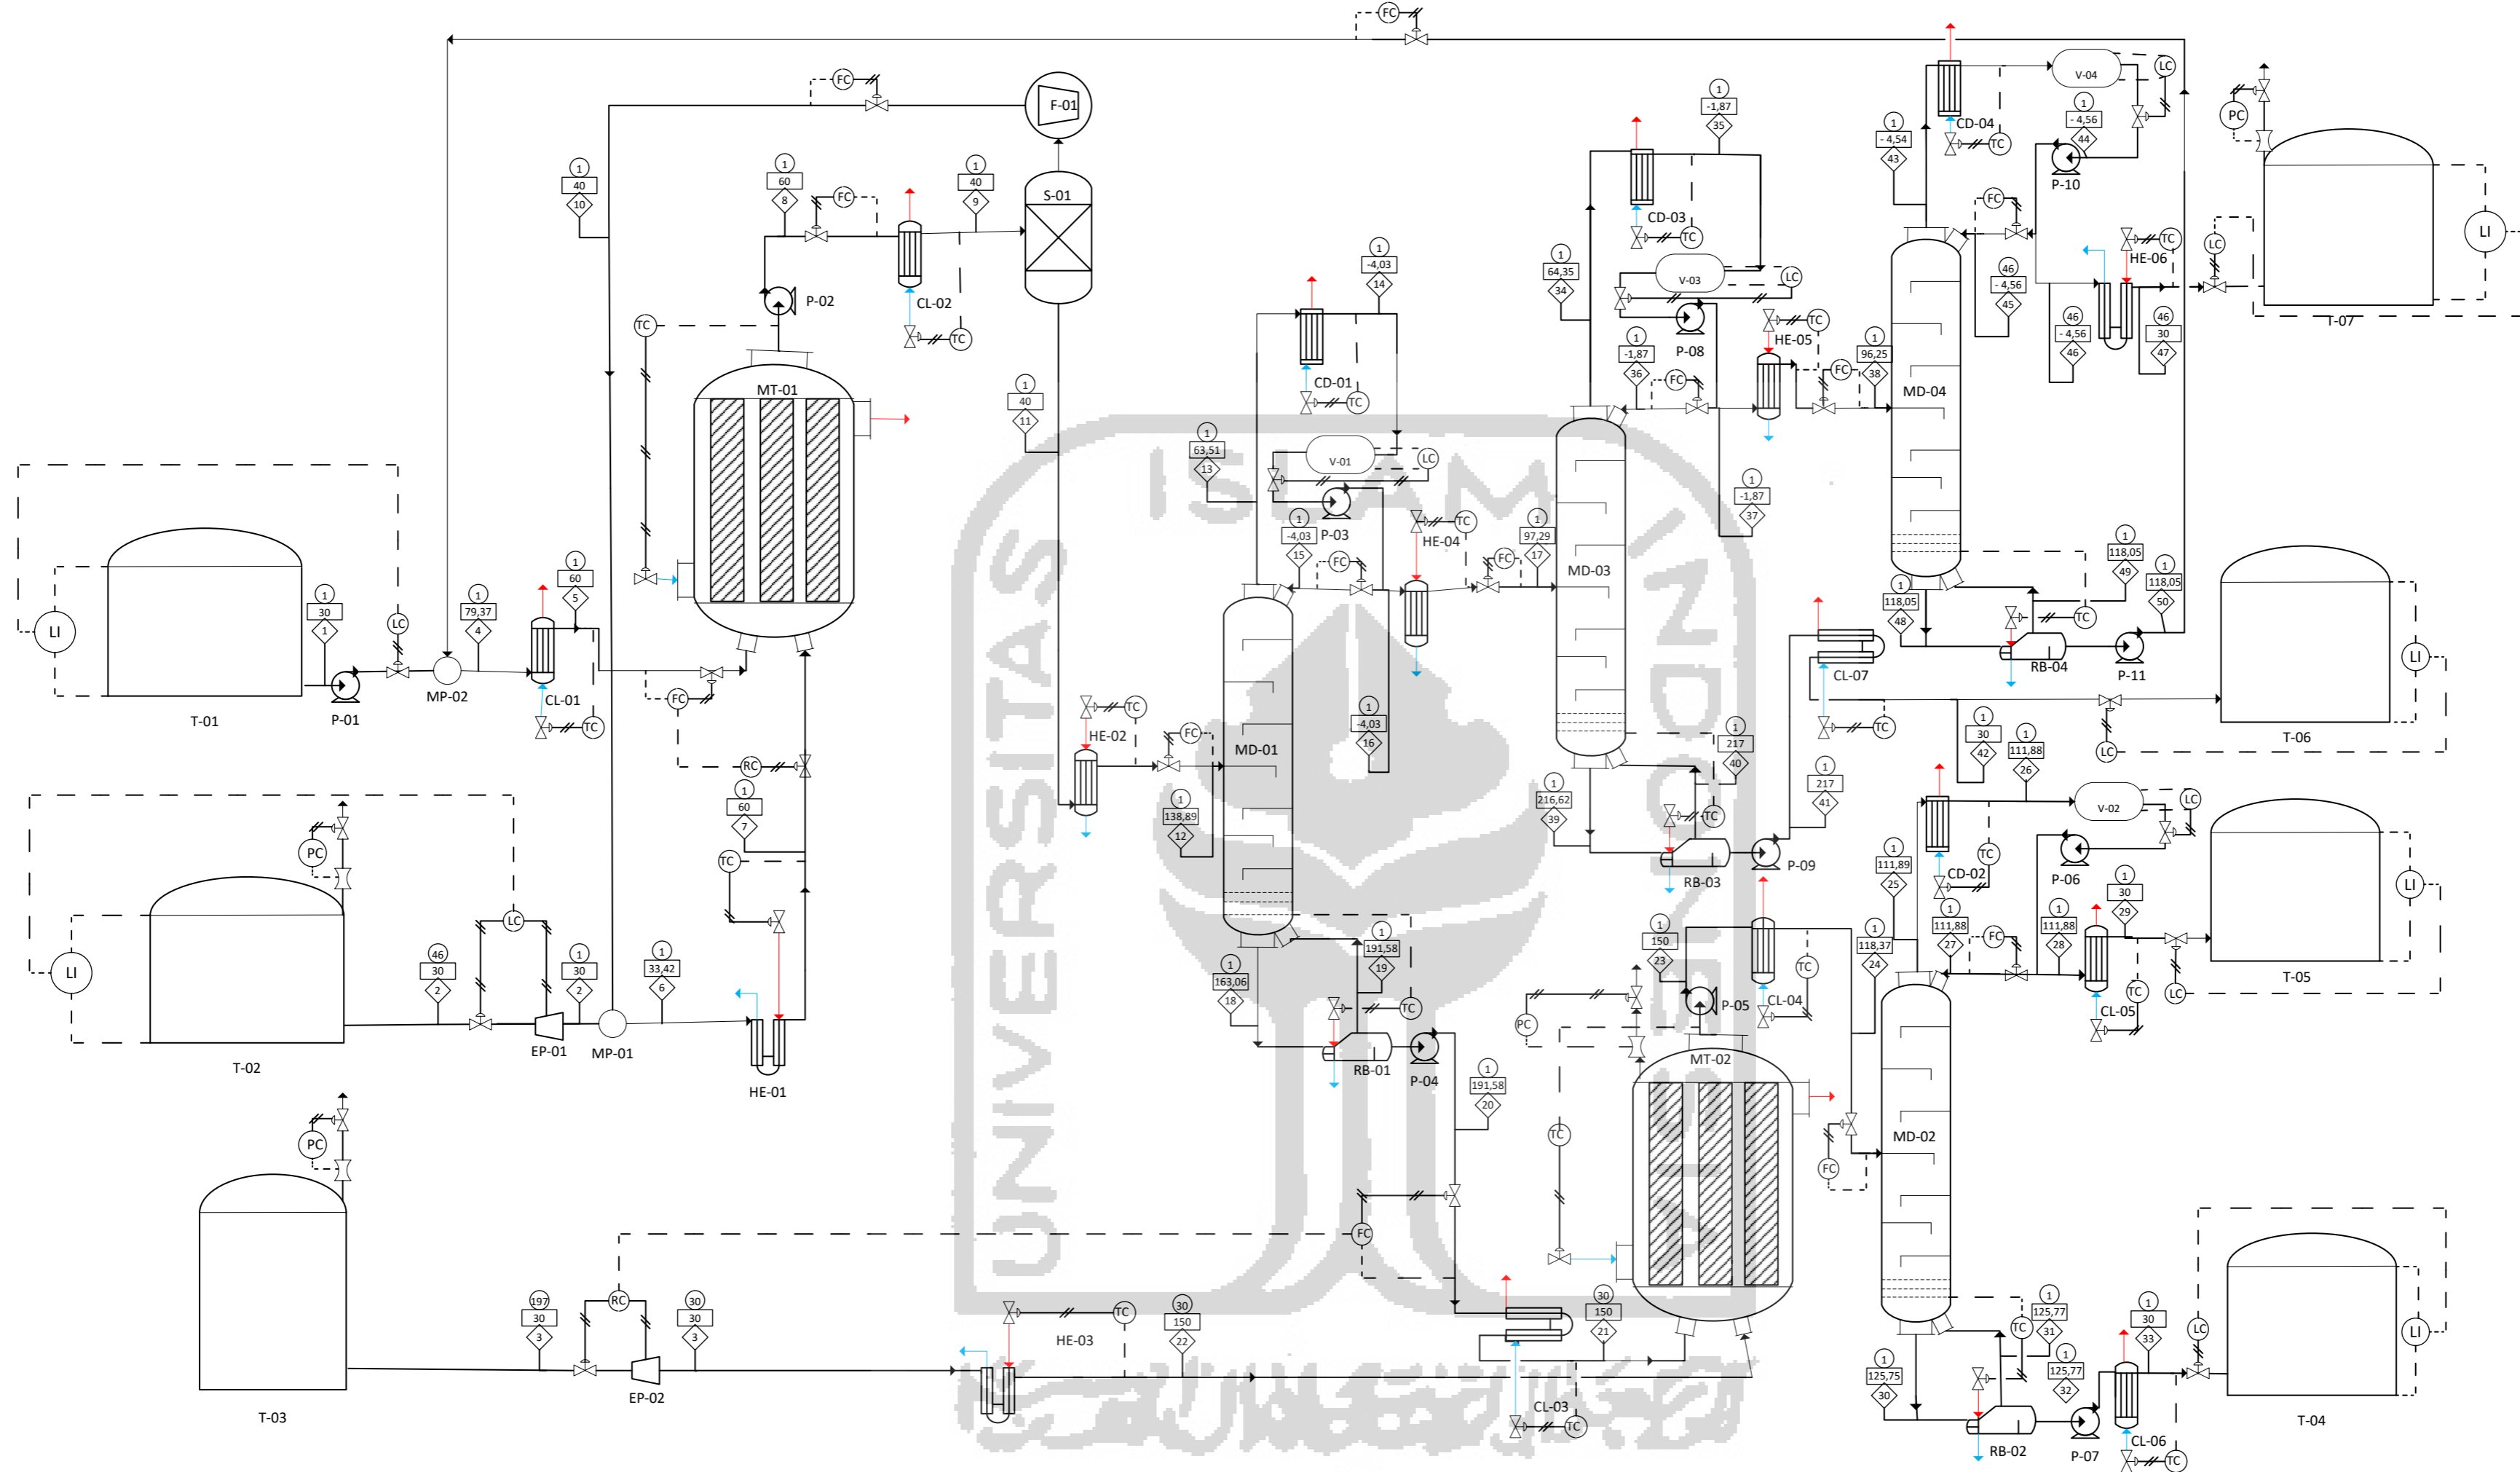 FC
FC
F-01
1
40
10
1
60
8
FC
1
40
9
S-01
CL-02
TC
P-02
TC
MT-01
1
40
11
LI
T-01
1
30
1
P-01
LC
MP-02
1
79,37
4
1
60
5
CL-01
TC
FC
RC
1
60
7
TC
PC
LI
T-02
46
30
2
LC
EP-01
1
30
2
MP-01
1
33,42
6
HE-01
PC
T-03
197
30
3
RC
EP-02
30
30
3
HE-03
TC
30
150
22
1
-4,03
14
CD-01
TC
1
63,51
13
V-01
LC
P-03
1
-4,03
15
FC
HE-04
TC
FC
1
97,29
17
1
-4,03
16
HE-02
TC
FC
1
138,89
12
MD-01
1
163,06
18
1
191,58
19
TC
RB-01
P-04
1
191,58
20
FC
CL-03
TC
30
150
21
1
-1,87
35
CD-03
TC
1
64,35
34
V-03
LC
P-08
1
-1,87
36
FC
HE-05
TC
FC
1
96,25
38
1
-1,87
37
MD-03
1
216,62
39
1
217
40
TC
RB-03
P-09
1
217
41
CL-07
TC
1
30
42
LC
T-06
LI
1
150
23
P-05
CL-04
TC
PC
TC
MT-02
1
118,37
24
FC
MD-02
1
111,89
25
CD-02
TC
1
111,88
26
V-02
LC
P-06
1
111,88
27
FC
1
111,88
28
CL-05
TC
1
30
29
LC
T-05
LI
1
125,75
30
1
125,77
31
TC
RB-02
1
125,77
32
P-07
CL-06
TC
1
30
33
LC
T-04
LI
1
-4,54
43
CD-04
TC
V-04
LC
1
-4,56
44
P-10
FC
46
-4,56
45
46
-4,56
46
HE-06
TC
46
30
47
LC
PC
T-07
LI
MD-04
1
118,05
48
1
118,05
49
TC
RB-04
P-11
1
118,05
50
UNIVERSITAS
ISLAM
INDONESIA